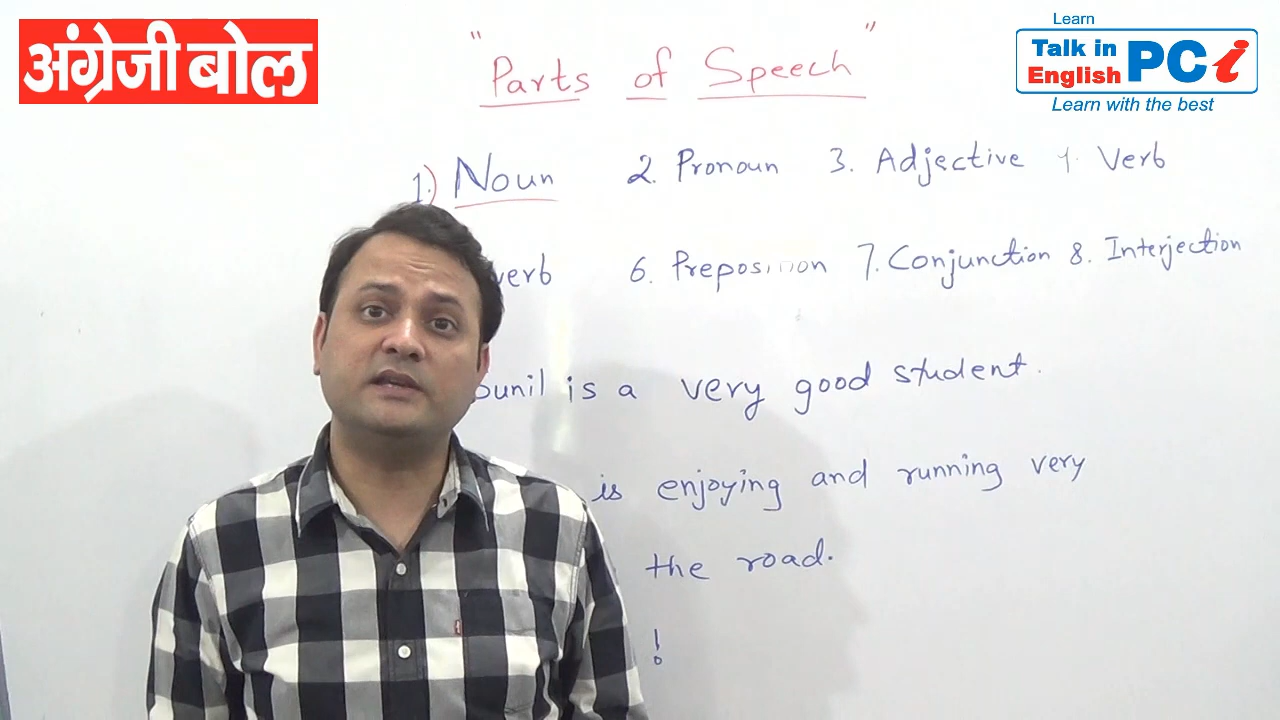 अंग्रेजी बोल
Learn
Talk in
English PCi
Learn with the best
" Parts of Speech "
1.) Noun 2. Pronoun 3. Adjective 4. Verb
verb 6. Preposition 7. Conjunction 8. Interjection
is a very good student.
is enjoying and running very
the road.
!